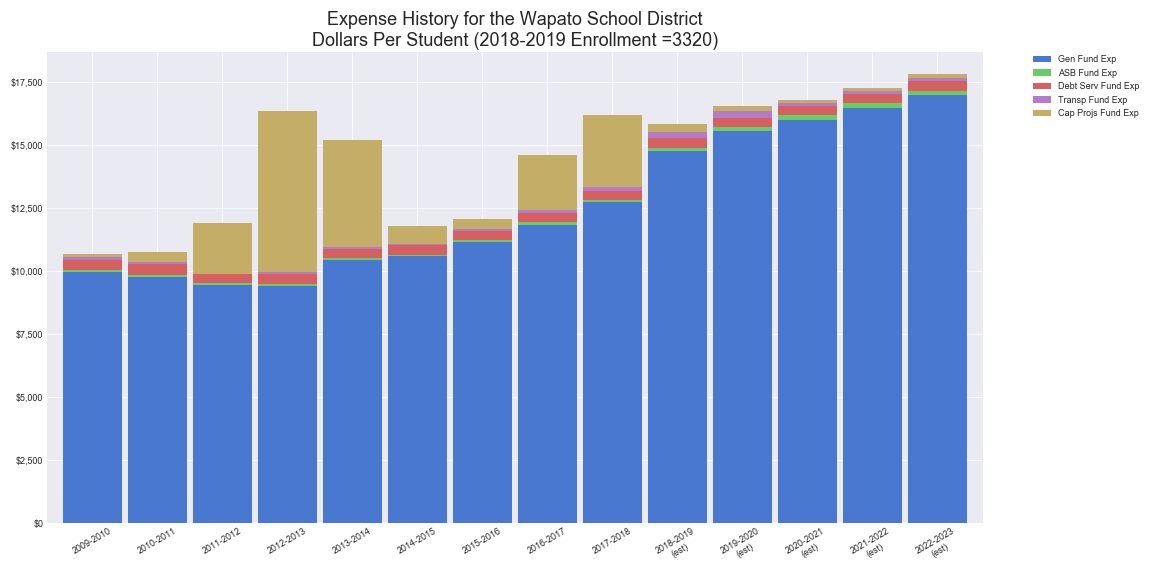 Expense History for the Wapato School District
Dollars Per Student (2018-2019 Enrollment =3320)
Gen Fund Exp
ASB Fund Exp
Debt Serv Fund Exp
Transp Fund Exp
Cap Projs Fund Exp
$17,500
$15,000
$12,500
$10,000
$7,500
$5,000
$2,500
$0
2009-2010
2010-2011
2011-2012
2012-2013
2013-2014
2014-2015
2015-2016
2016-2017
2017-2018
2018-2019
(est)
2019-2020
(est)
2020-2021
(est)
2021-2022
(est)
2022-2023
(est)